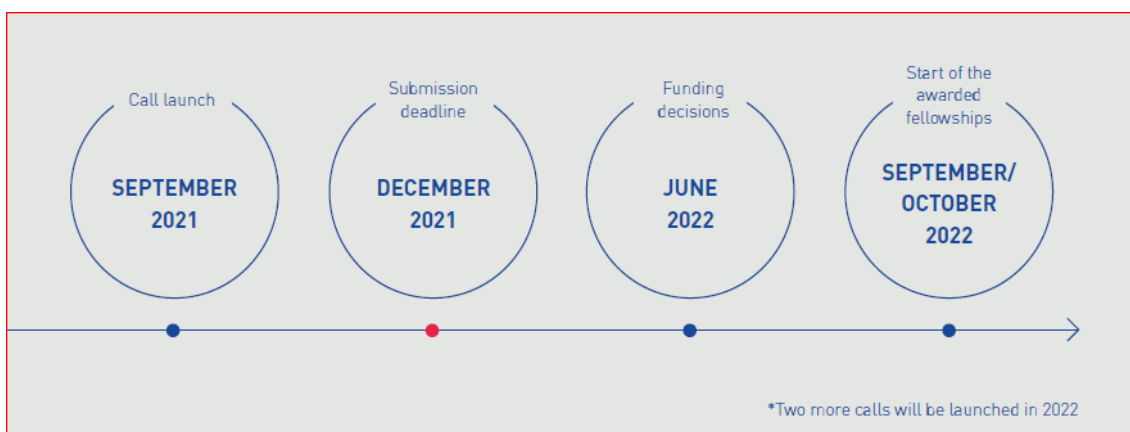 Call launch
SEPTEMBER
2021
Submission
deadline
DECEMBER
2021
Funding
decisions
JUNE
2022
Start of the
awarded
fellowships
SEPTEMBER/
OCTOBER
2022
*Two more calls will be launched in 2022